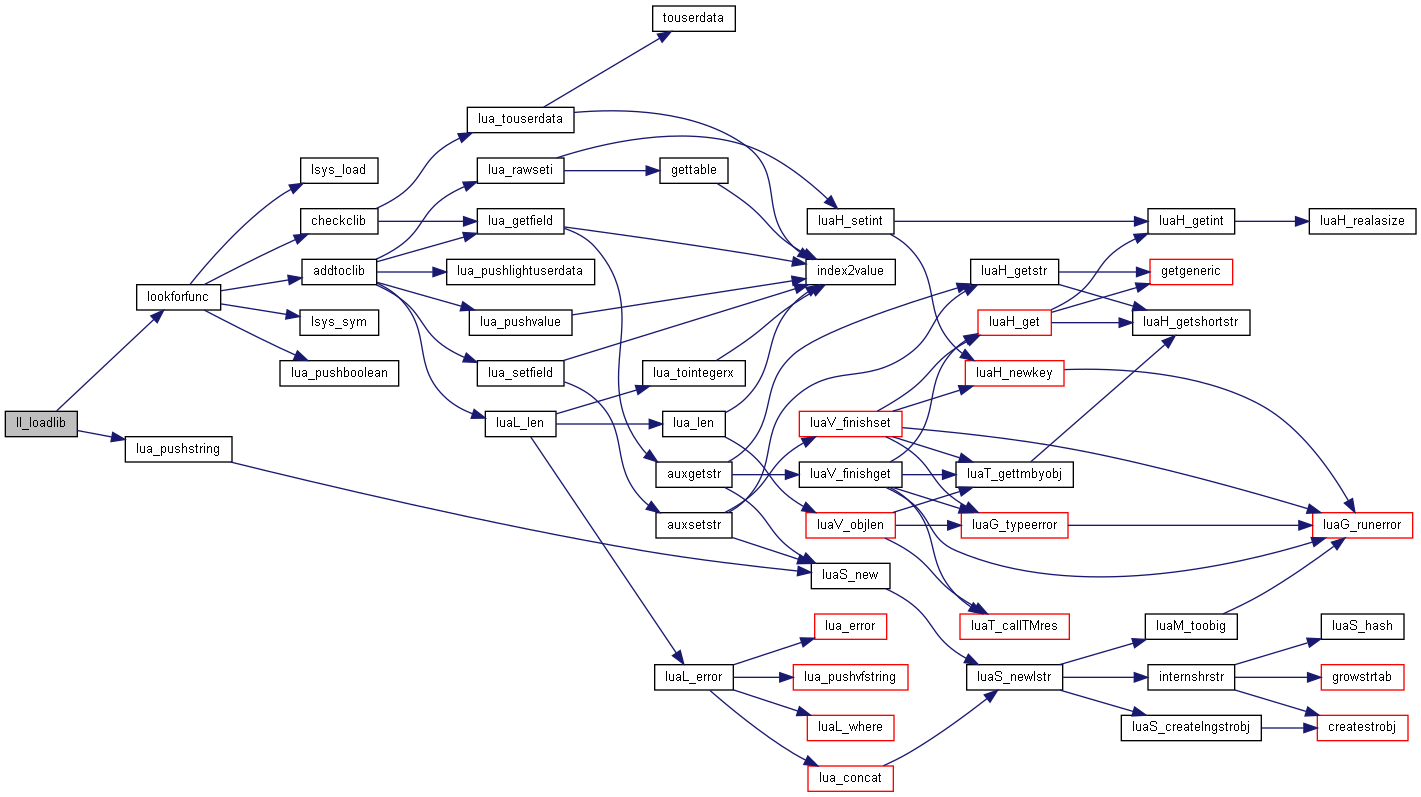 touserdata
lua_touserdata
lsys_load
lua_rawseti
gettable
checkclib
lua_getfield
luaH_setint
luaH_getint
luaH_realasize
addtoclib
lua_pushlightuserdata
index2value
luaH_getstr
getgeneric
lookforfunc
lsys_sym
lua_pushvalue
luaH_get
luaH_getshortstr
lua_pushboolean
lua_setfield
lua_tointegerx
luaH_newkey
ll_loadlib
luaL_len
lua_len
luaV_finishset
lua_pushstring
auxgetstr
luaV_finishget
luaT_gettmbyobj
auxsetstr
luaV_objlen
luaG_typeerror
luaG_runerror
luaS_new
lua_error
luaT_callTMres
luaM_toobig
luaS_hash
luaL_error
lua_pushvfstring
luaS_newlstr
internshrstr
growstrtab
luaL_where
luaS_createlngstrobj
createstrobj
lua_concat